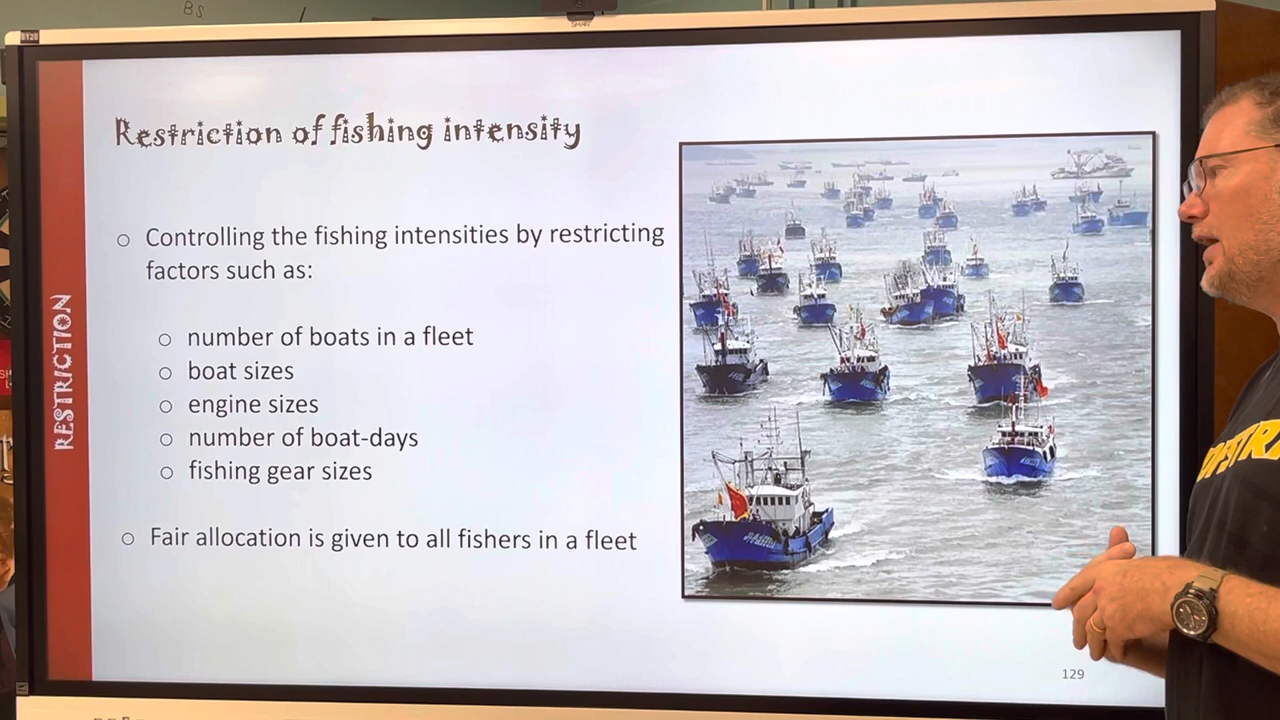 BS
SMART
Restriction of fishing intensity
Controlling the fishing intensities by restricting
factors such as:
number of boats in a fleet
boat sizes
engine sizes
number of boat-days
fishing gear sizes
Fair allocation is given to all fishers in a fleet
RESTRICTION
129